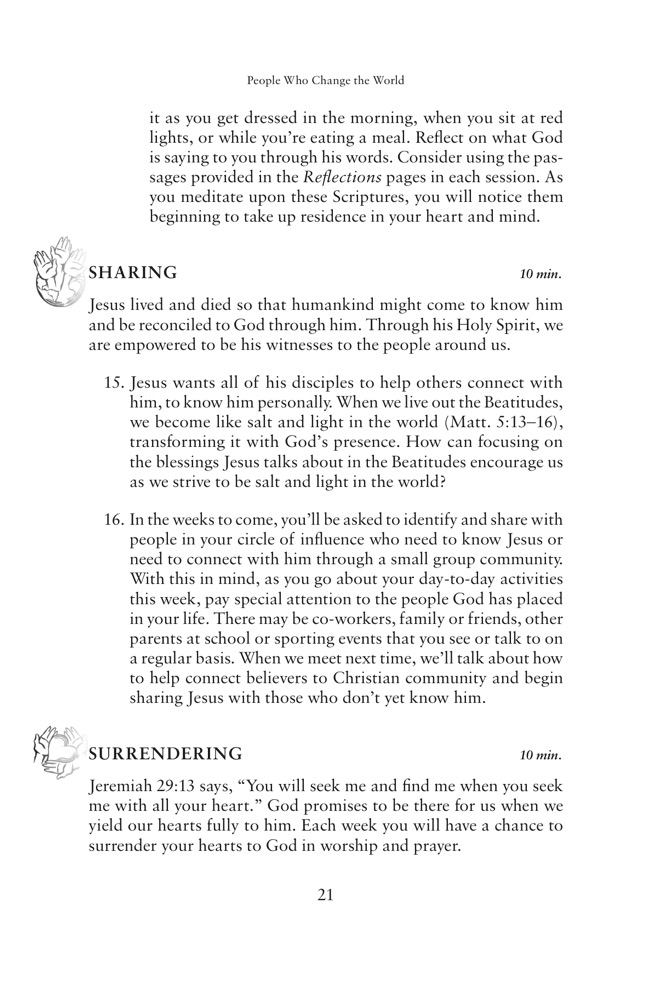 People Who Change the World
it as you get dressed in the morning, when you sit at red
lights, or while you’re eating a meal. Reflect on what God
is saying to you through his words. Consider using the pas-
sages provided in the Reflections pages in each session. As
you meditate upon these Scriptures, you will notice them
beginning to take up residence in your heart and mind.
SHARING 10 min.
Jesus lived and died so that humankind might come to know him
and be reconciled to God through him. Through his Holy Spirit, we
are empowered to be his witnesses to the people around us.
15. Jesus wants all of his disciples to help others connect with
him, to know him personally. When we live out the Beatitudes,
we become like salt and light in the world (Matt. 5:13–16),
transforming it with God’s presence. How can focusing on
the blessings Jesus talks about in the Beatitudes encourage us
as we strive to be salt and light in the world?
16. In the weeks to come, you’ll be asked to identify and share with
people in your circle of influence who need to know Jesus or
need to connect with him through a small group community.
With this in mind, as you go about your day-to-day activities
this week, pay special attention to the people God has placed
in your life. There may be co-workers, family or friends, other
parents at school or sporting events that you see or talk to on
a regular basis. When we meet next time, we’ll talk about how
to help connect believers to Christian community and begin
sharing Jesus with those who don’t yet know him.
SURRENDERING 10 min.
Jeremiah 29:13 says, “You will seek me and find me when you seek
me with all your heart.” God promises to be there for us when we
yield our hearts fully to him. Each week you will have a chance to
surrender your hearts to God in worship and prayer.
21